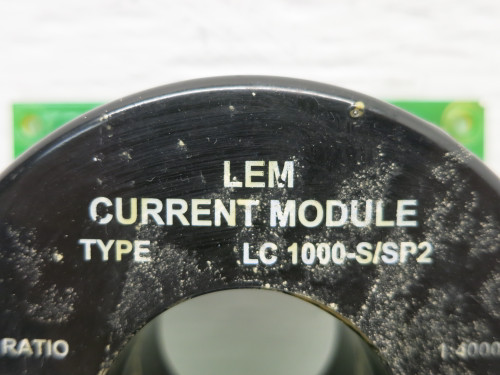 LEM
CURRENT MODULE
TYPE LC 1000-S/SP2
RATIO 1:4000